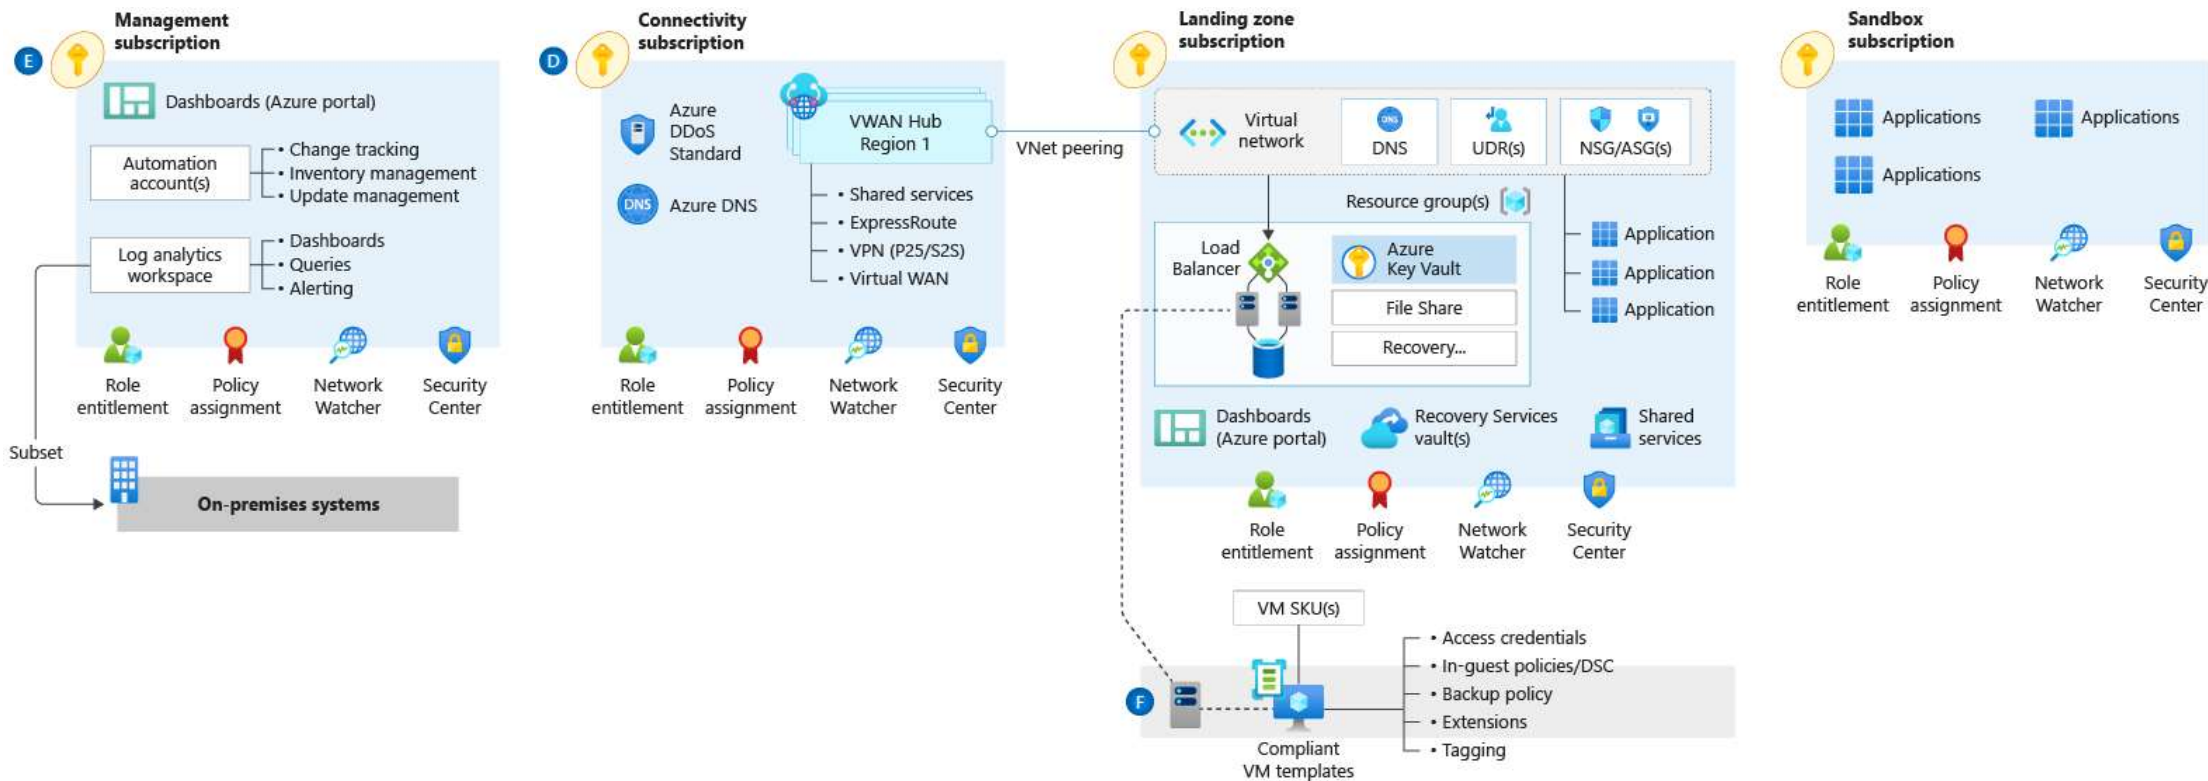 Management
subscription
E
Dashboards (Azure portal)
Automation
account(s)
• Change tracking
• Inventory management
• Update management
Log analytics
workspace
• Dashboards
• Queries
• Alerting
Role
entitlement
Policy
assignment
Network
Watcher
Security
Center
Subset
On-premises systems
Connectivity
subscription
D
Azure
DDoS
Standard
DNS
Azure DNS
VWAN Hub
Region 1
• Shared services
• ExpressRoute
• VPN (P25/S2S)
• Virtual WAN
Role
entitlement
Policy
assignment
Network
Watcher
Security
Center
VNet peering
Landing zone
subscription
Virtual
network
DNS
DNS
UDR(s)
NSG/ASG(s)
Resource group(s)
Load
Balancer
Azure
Key Vault
File Share
Recovery...
Application
Application
Application
Dashboards
(Azure portal)
Recovery Services
vault(s)
Shared
services
Role
entitlement
Policy
assignment
Network
Watcher
Security
Center
VM SKU(s)
F
Compliant
VM templates
• Access credentials
• In-guest policies/DSC
• Backup policy
• Extensions
• Tagging
Sandbox
subscription
Applications
Applications
Applications
Role
entitlement
Policy
assignment
Network
Watcher
Security
Center